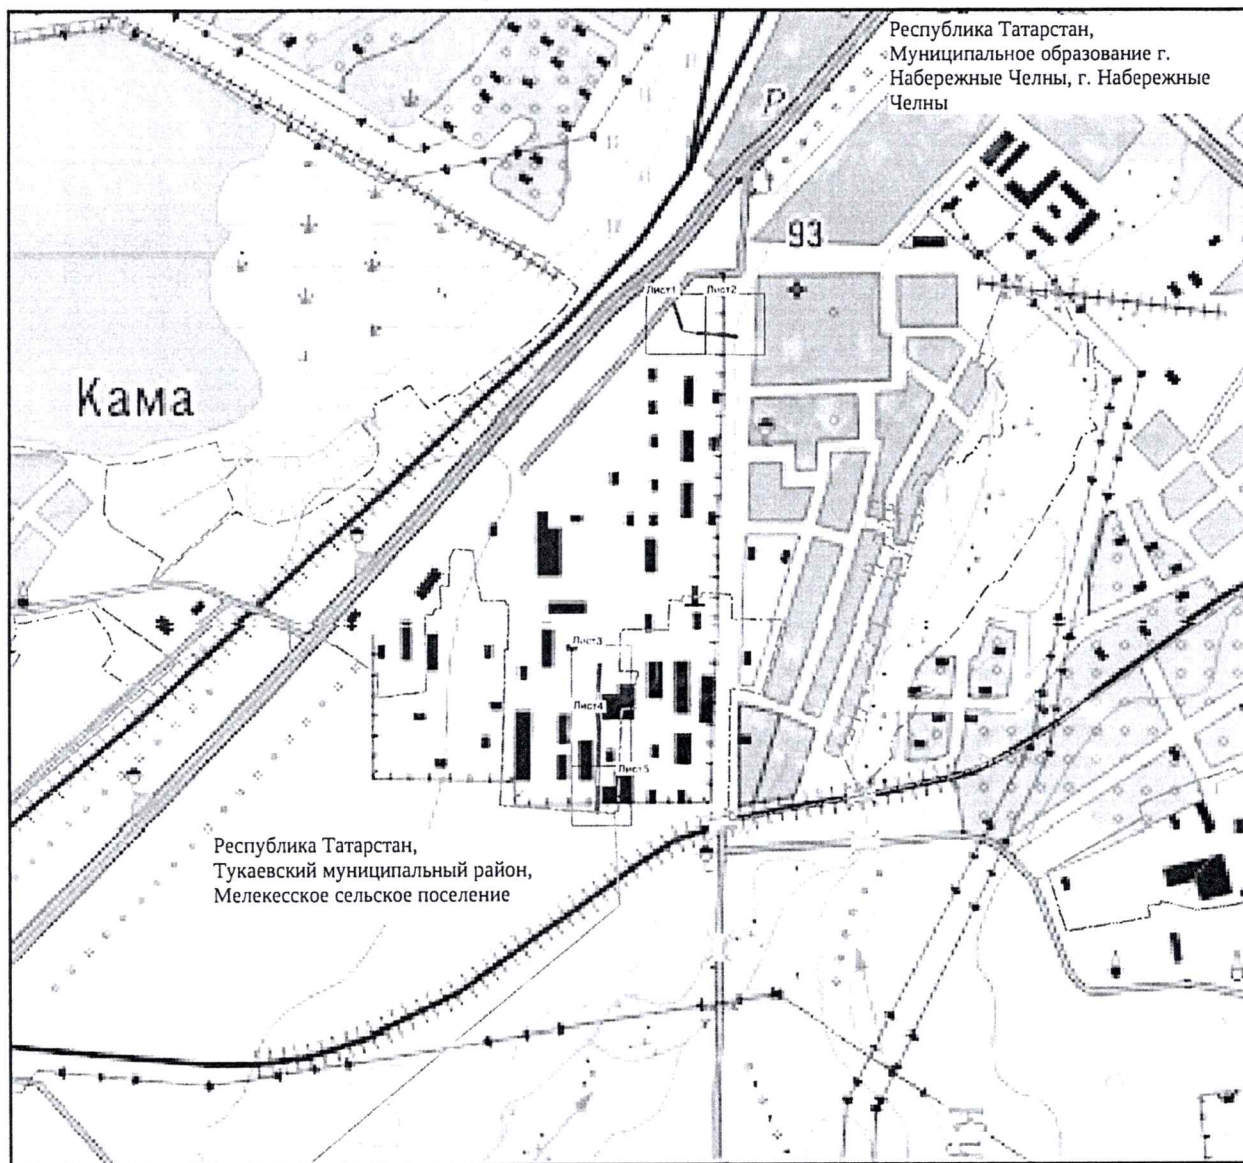 Республика Татарстан,
Муниципальное образование г.
Набережные Челны, г. Набережные
Челны
Р
93
Лист1
Лист2
Кама
Лист3
Лист4
Лист5
Республика Татарстан,
Тукаевский муниципальный район,
Мелекесское сельское поселение